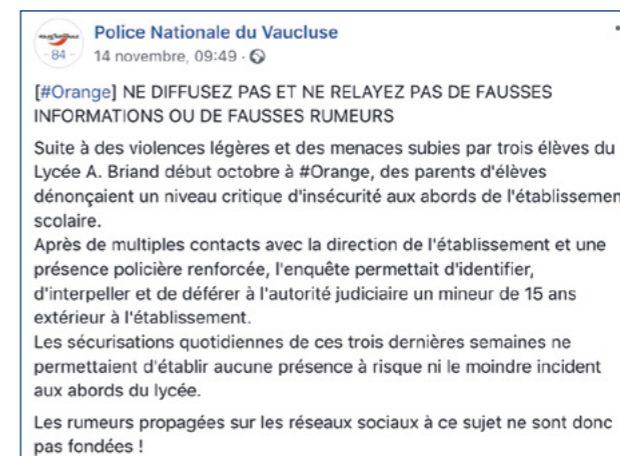 Police Nationale du Vaucluse
84
14 novembre, 09:49 ·
[#Orange] NE DIFFUSEZ PAS ET NE RELAYEZ PAS DE FAUSSES
INFORMATIONS OU DE FAUSSES RUMEURS
Suite à des violences légères et des menaces subies par trois élèves du
Lycée A. Briand début octobre à #Orange, des parents d'élèves
dénonçaient un niveau critique d'insécurité aux abords de l'établissemen
scolaire.
Après de multiples contacts avec la direction de l'établissement et une
présence policière renforcée, l'enquête permettait d'identifier,
d'interpeller et de déférer à l'autorité judiciaire un mineur de 15 ans
extérieur à l'établissement.
Les sécurisations quotidiennes de ces trois dernières semaines ne
permettaient d'établir aucune présence à risque ni le moindre incident
aux abords du lycée.
Les rumeurs propagées sur les réseaux sociaux à ce sujet ne sont donc
pas fondées !